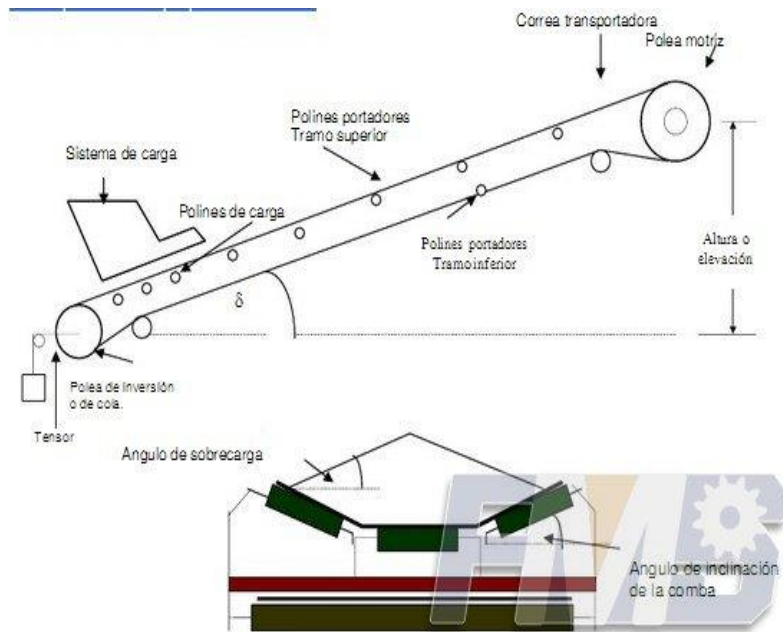 Correa transportadora
Polea motriz
Polines portadores
Tramo superior
Sistema de carga
Polines de carga
Polines portadores
Tramo inferior
Altura o
elevación
δ
Polea de inversión
o de cola.
Tensor
Angulo de sobrecarga
Angulo de inclinación
de la comba